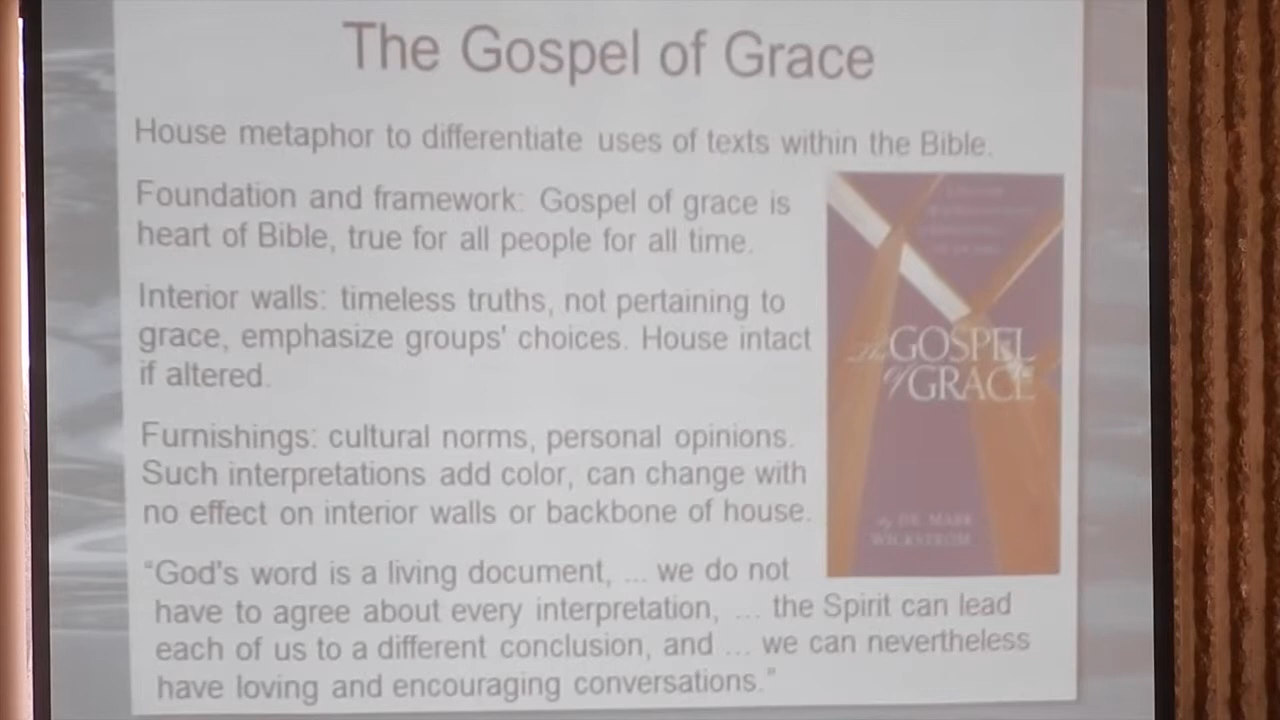 The Gospel of Grace
House metaphor to differentiate uses of texts within the Bible.
Foundation and framework: Gospel of grace is
heart of Bible, true for all people for all time.
Interior walls: timeless truths, not pertaining to
grace, emphasize groups' choices. House intact
if altered.
Furnishings: cultural norms, personal opinions.
Such interpretations add color, can change with
no effect on interior walls or backbone of house.
“God's word is a living document, ... we do not
have to agree about every interpretation, ... the Spirit can lead
each of us to a different conclusion, and ... we can nevertheless
have loving and encouraging conversations.”
The GOSPEL
of GRACE
by DR. MARK
WICKSTROM